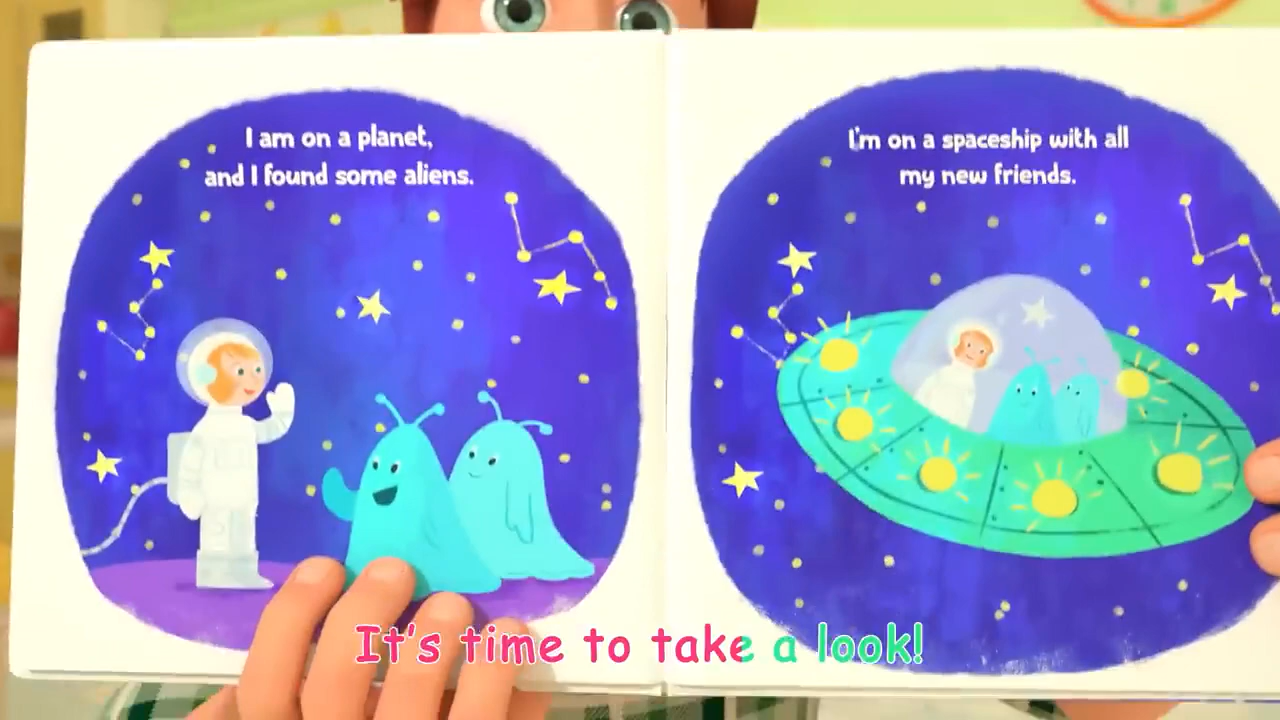 I am on a planet,
and I found some aliens.
I'm on a spaceship with all
my new friends.
It's time to take a look!